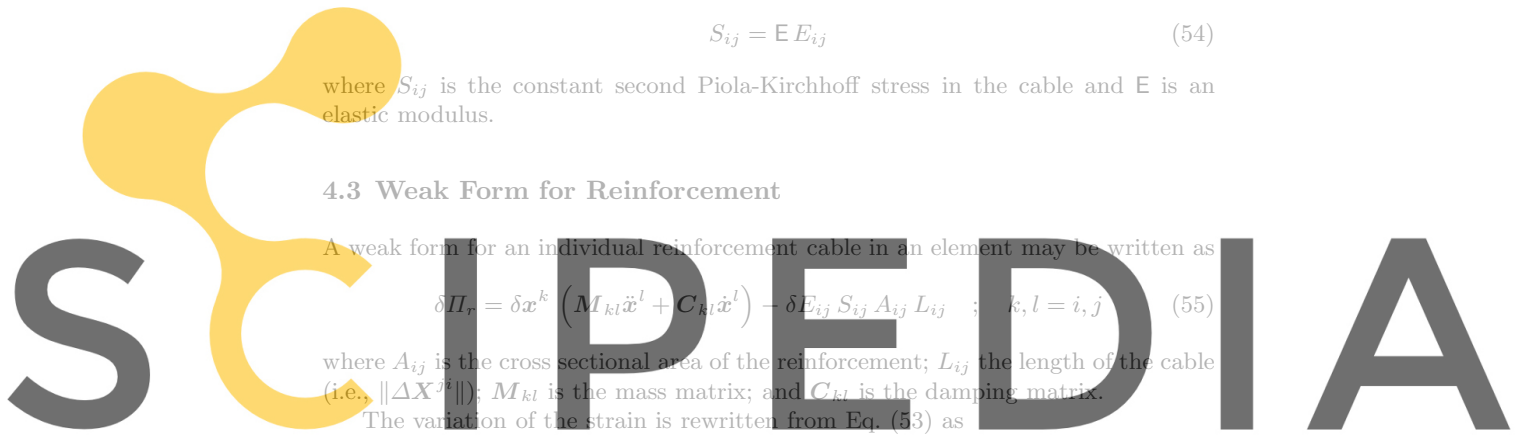 S_{ij} = E E_{ij} (54)
where S_{ij} is the constant second Piola-Kirchhoff stress in the cable and E is an
elastic modulus.
4.3 Weak Form for Reinforcement
A weak form for an individual reinforcement cable in an element may be written as
δΠ_r = δx^k (M_{kl} ẍ^l + C_{kl} ẋ^l) − δE_{ij} S_{ij} A_{ij} L_{ij} ; k, l = i, j (55)
where A_{ij} is the cross sectional area of the reinforcement; L_{ij} the length of the cable
(i.e., ‖ΔX^{ji}‖); M_{kl} is the mass matrix; and C_{kl} is the damping matrix.
The variation of the strain is rewritten from Eq. (53) as
SCIPEDIA